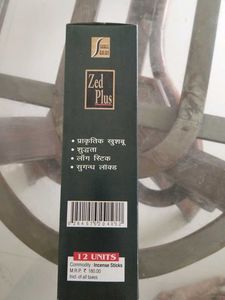 Zed
Plus
• प्राकृतिक खुशबू
• शुद्धता
• लौंग स्टिक
• सुगन्ध लॉक्ड
12 UNITS
Commodity : Incense Sticks
M.R.P. ₹ 180.00
Incl. of all taxes